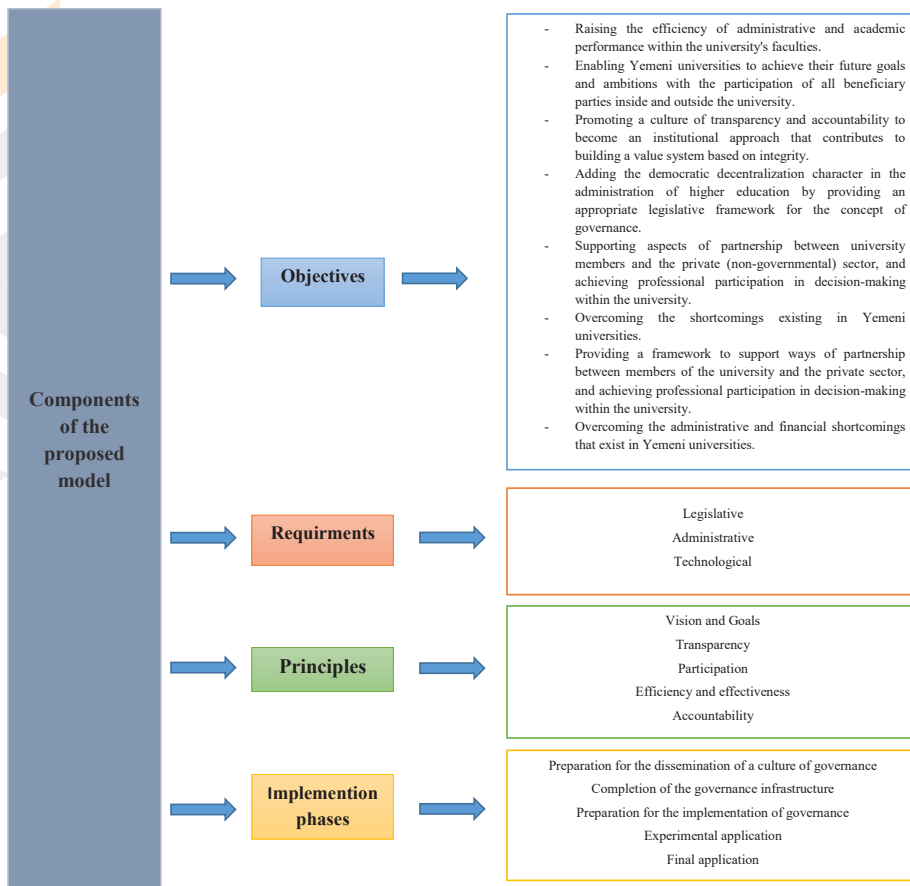 Components
of the
proposed
model
Objectives
- Raising the efficiency of administrative and academic
performance within the university's faculties.
- Enabling Yemeni universities to achieve their future goals
and ambitions with the participation of all beneficiary
parties inside and outside the university.
- Promoting a culture of transparency and accountability to
become an institutional approach that contributes to
building a value system based on integrity.
- Adding the democratic decentralization character in the
administration of higher education by providing an
appropriate legislative framework for the concept of
governance.
- Supporting aspects of partnership between university
members and the private (non-governmental) sector, and
achieving professional participation in decision-making
within the university.
- Overcoming the shortcomings existing in Yemeni
universities.
- Providing a framework to support ways of partnership
between members of the university and the private sector,
and achieving professional participation in decision-making
within the university.
- Overcoming the administrative and financial shortcomings
that exist in Yemeni universities.
Requirments
Legislative
Administrative
Technological
Principles
Vision and Goals
Transparency
Participation
Efficiency and effectiveness
Accountability
Implemention
phases
Preparation for the dissemination of a culture of governance
Completion of the governance infrastructure
Preparation for the implementation of governance
Experimental application
Final application